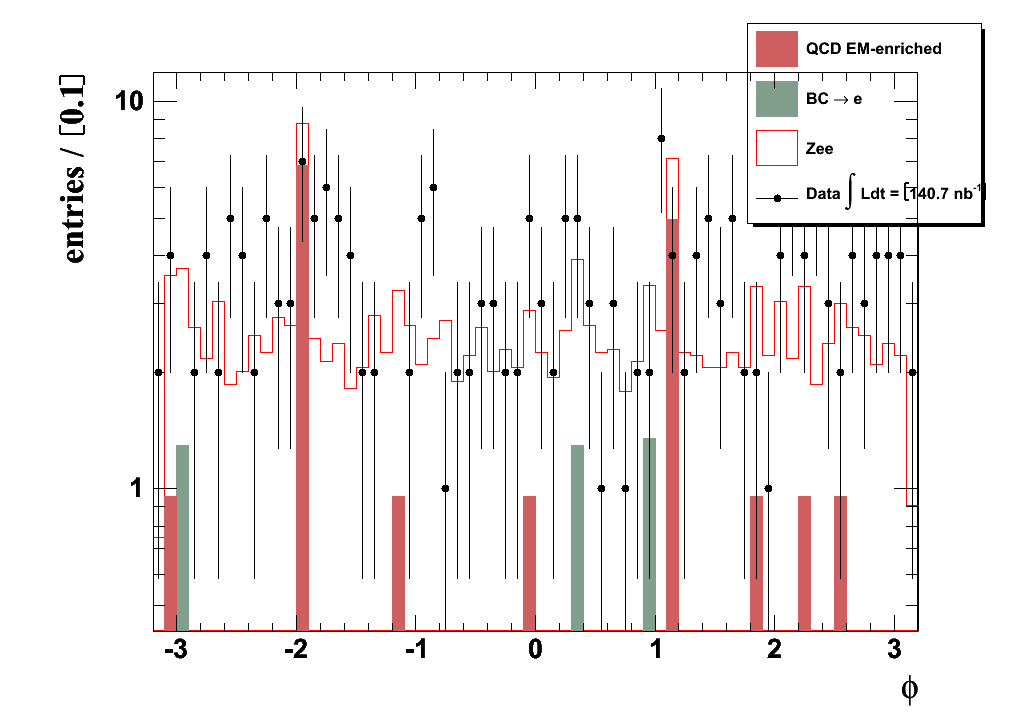 QCD EM-enriched
BC → e
Zee
Data ∫ Ldt = [140.7 nb⁻¹]
entries / [0.1]
10
1
-3 -2 -1 0 1 2 3
ϕ